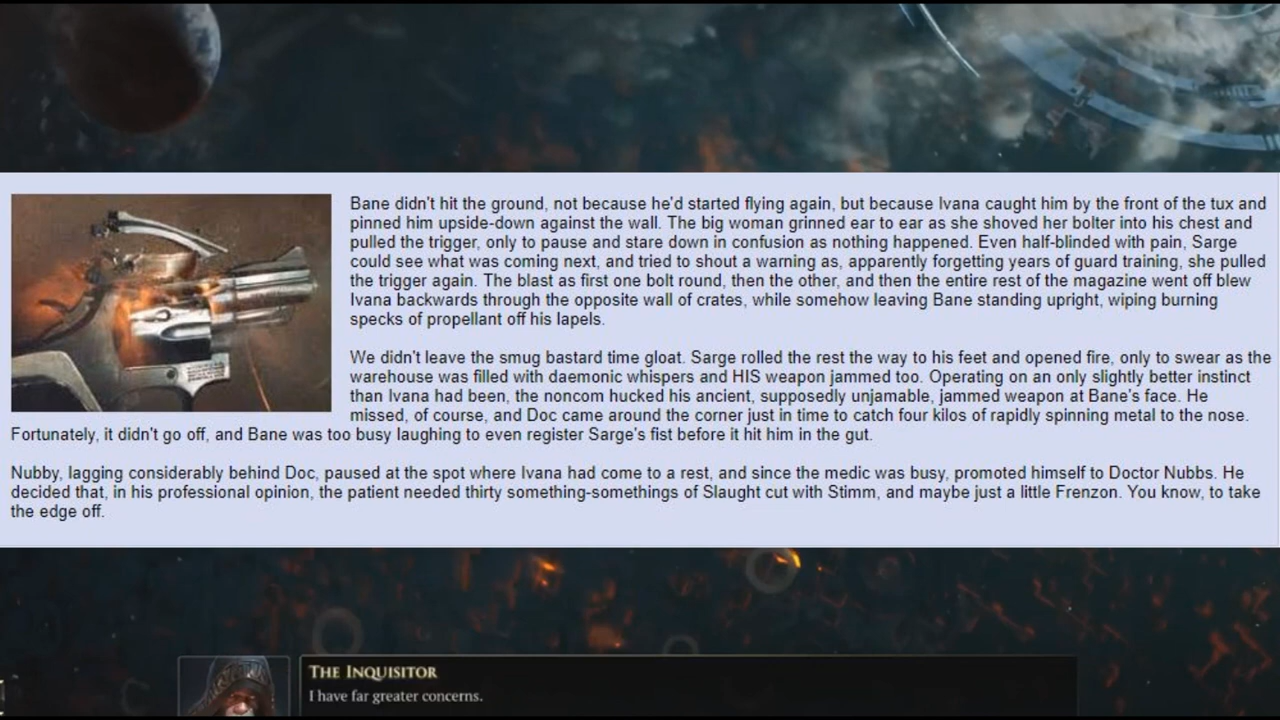 Bane didn't hit the ground, not because he'd started flying again, but because Ivana caught him by the front of the tux and
pinned him upside-down against the wall. The big woman grinned ear to ear as she shoved her bolter into his chest and
pulled the trigger, only to pause and stare down in confusion as nothing happened. Even half-blinded with pain, Sarge
could see what was coming next, and tried to shout a warning as, apparently forgetting years of guard training, she pulled
the trigger again. The blast as first one bolt round, then the other, and then the entire rest of the magazine went off blew
Ivana backwards through the opposite wall of crates, while somehow leaving Bane standing upright, wiping burning
specks of propellant off his lapels.
We didn't leave the smug bastard time gloat. Sarge rolled the rest the way to his feet and opened fire, only to swear as the
warehouse was filled with daemonic whispers and HIS weapon jammed too. Operating on an only slightly better instinct
than Ivana had been, the noncom hucked his ancient, supposedly unjamable, jammed weapon at Bane's face. He
missed, of course, and Doc came around the corner just in time to catch four kilos of rapidly spinning metal to the nose.
Fortunately, it didn't go off, and Bane was too busy laughing to even register Sarge's fist before it hit him in the gut.
Nubby, lagging considerably behind Doc, paused at the spot where Ivana had come to a rest, and since the medic was busy, promoted himself to Doctor Nubbs. He
decided that, in his professional opinion, the patient needed thirty something-somethings of Slaught cut with Stimm, and maybe just a little Frenzon. You know, to take
the edge off.
THE INQUISITOR
I have far greater concerns.